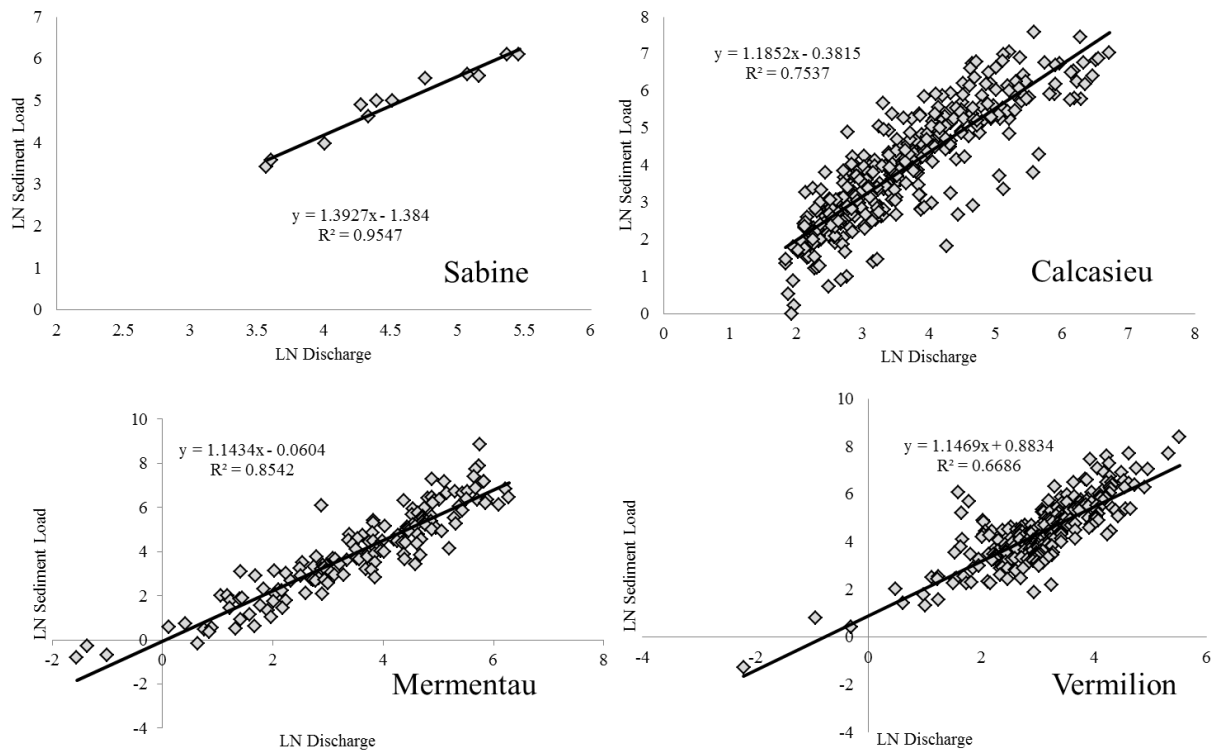 7
6
5
4
3
2
1
0
LN Sediment Load
y = 1.3927x - 1.384
R² = 0.9547
Sabine
2 2.5 3 3.5 4 4.5 5 5.5 6
LN Discharge
8
7
6
5
4
3
2
1
0
LN Sediment Load
y = 1.1852x - 0.3815
R² = 0.7537
Calcasieu
0 1 2 3 4 5 6 7 8
LN Discharge
10
8
6
4
2
0
-2
-4
LN Sediment Load
y = 1.1434x - 0.0604
R² = 0.8542
-2 0 2 4 6 8
Mermentau
LN Discharge
10
8
6
4
2
0
-2
-4
LN Sediment Load
y = 1.1469x + 0.8834
R² = 0.6686
-4 -2 0 2 4 6
Vermilion
LN Discharge